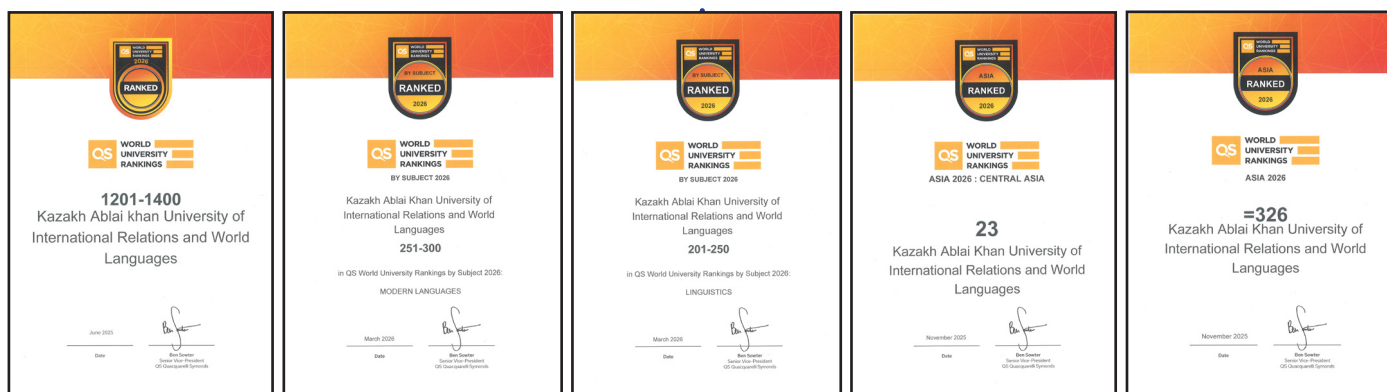 QS WORLD
UNIVERSITY
RANKINGS
2026
RANKED
QS WORLD
UNIVERSITY
RANKINGS
1201-1400
Kazakh Ablai khan University of
International Relations and World
Languages
June 2025
Date
Ben Sowter
Senior Vice-President
QS Quacquarelli Symonds
QS WORLD
UNIVERSITY
RANKINGS
BY SUBJECT
RANKED
2026
QS WORLD
UNIVERSITY
RANKINGS
BY SUBJECT 2026
Kazakh Ablai Khan University of
International Relations and World
Languages
251-300
in QS World University Rankings by Subject 2026:
MODERN LANGUAGES
March 2026
Date
Ben Sowter
Senior Vice-President
QS Quacquarelli Symonds
QS WORLD
UNIVERSITY
RANKINGS
BY SUBJECT
RANKED
2026
QS WORLD
UNIVERSITY
RANKINGS
BY SUBJECT 2026
Kazakh Ablai Khan University of
International Relations and World
Languages
201-250
in QS World University Rankings by Subject 2026:
LINGUISTICS
March 2026
Date
Ben Sowter
Senior Vice-President
QS Quacquarelli Symonds
QS WORLD
UNIVERSITY
RANKINGS
ASIA
RANKED
2026
QS WORLD
UNIVERSITY
RANKINGS
ASIA 2026 : CENTRAL ASIA
23
Kazakh Ablai Khan University of
International Relations and World
Languages
November 2025
Date
Ben Sowter
Senior Vice-President
QS Quacquarelli Symonds
QS WORLD
UNIVERSITY
RANKINGS
ASIA
RANKED
2026
QS WORLD
UNIVERSITY
RANKINGS
ASIA 2026
=326
Kazakh Ablai Khan University of
International Relations and World
Languages
November 2025
Date
Ben Sowter
Senior Vice-President
QS Quacquarelli Symonds